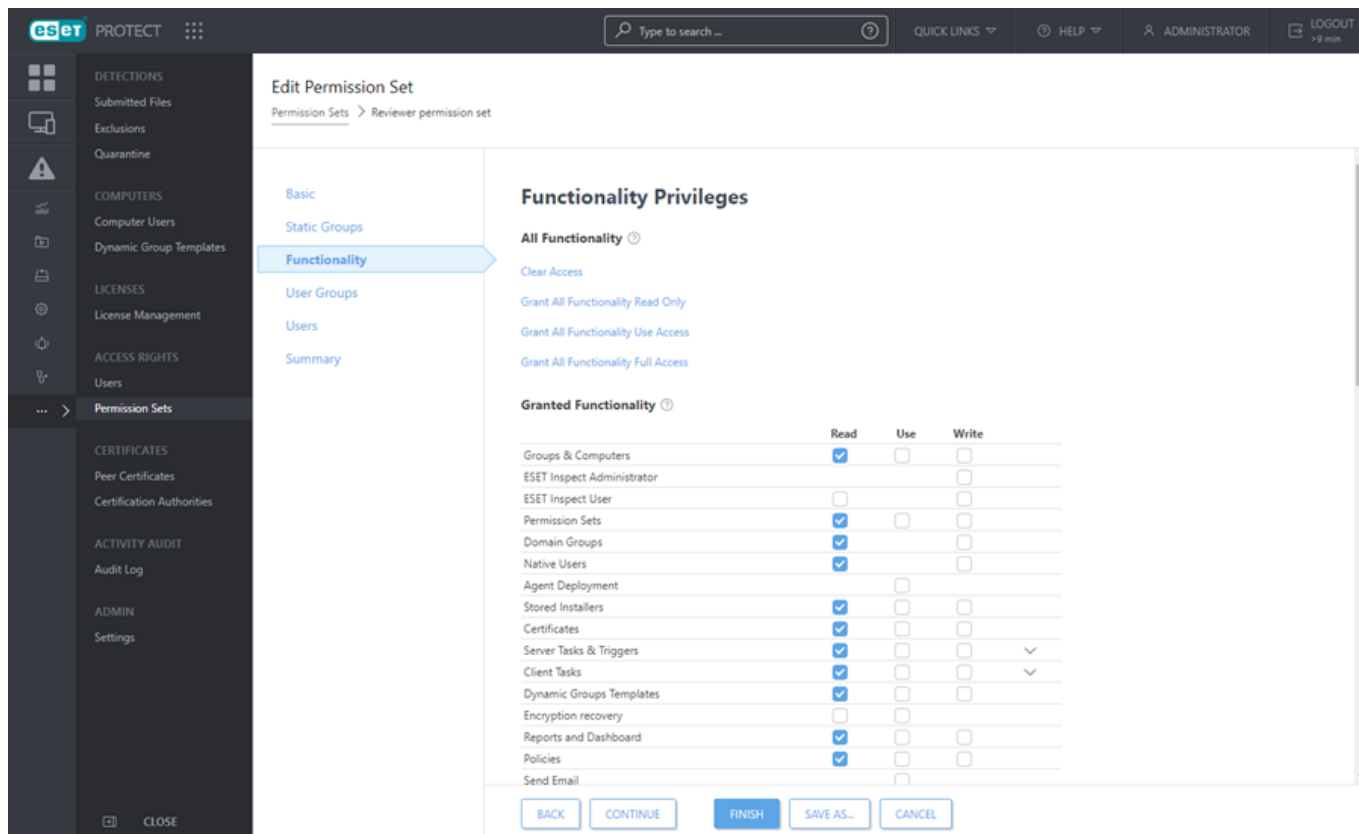 eset PROTECT
Type to search ...
QUICK LINKS
HELP
ADMINISTRATOR
LOGOUT
>9 min
DETECTIONS
Submitted Files
Exclusions
Quarantine
COMPUTERS
Computer Users
Dynamic Group Templates
LICENSES
License Management
ACCESS RIGHTS
Users
Permission Sets
CERTIFICATES
Peer Certificates
Certification Authorities
ACTIVITY AUDIT
Audit Log
ADMIN
Settings
CLOSE
Edit Permission Set
Permission Sets > Reviewer permission set
Basic
Static Groups
Functionality
User Groups
Users
Summary
Functionality Privileges
All Functionality
Clear Access
Grant All Functionality Read Only
Grant All Functionality Use Access
Grant All Functionality Full Access
Granted Functionality
Read Use Write
Groups & Computers
ESET Inspect Administrator
ESET Inspect User
Permission Sets
Domain Groups
Native Users
Agent Deployment
Stored Installers
Certificates
Server Tasks & Triggers
Client Tasks
Dynamic Groups Templates
Encryption recovery
Reports and Dashboard
Policies
Send Email
BACK CONTINUE FINISH SAVE AS... CANCEL